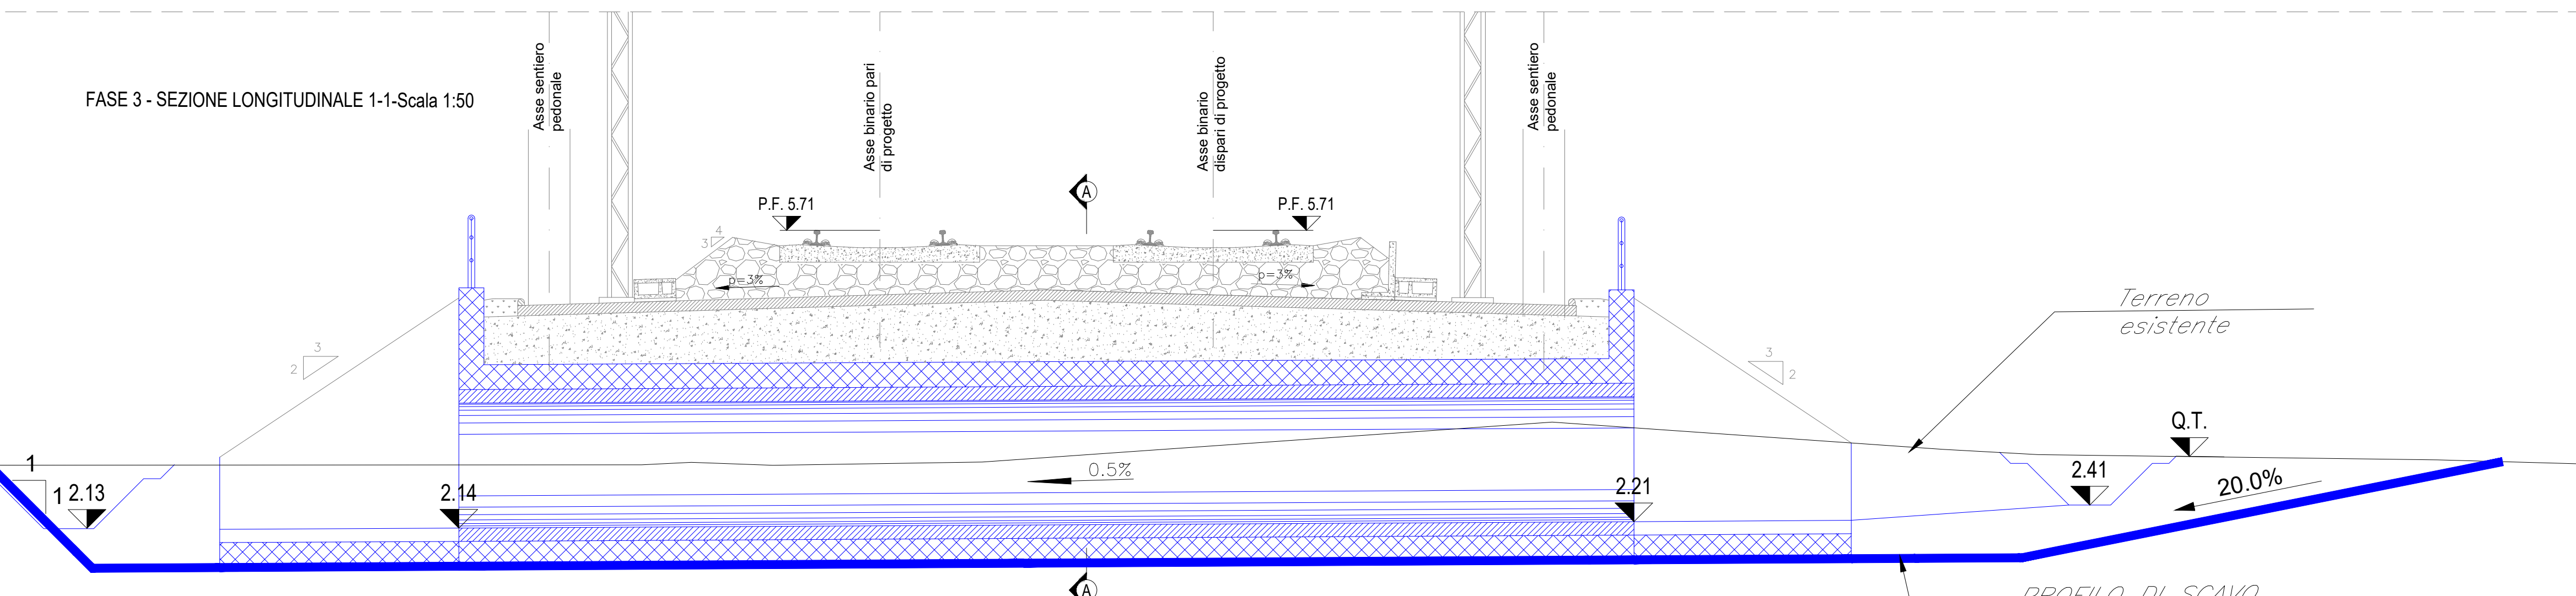 FASE 3 - SEZIONE LONGITUDINALE 1-1-Scala 1:50
Asse sentiero
pedonale
Asse binario pari
di progetto
Asse binario
dispari di progetto
Asse sentiero
pedonale
A
P.F. 5.71
P.F. 5.71
4
3
p=3%
p=3%
3
2
3
2
Terreno
esistente
Q.T.
1
1
2.13
2.14
0.5%
2.21
2.41
20.0%
A
PROFILO DI SCAVO